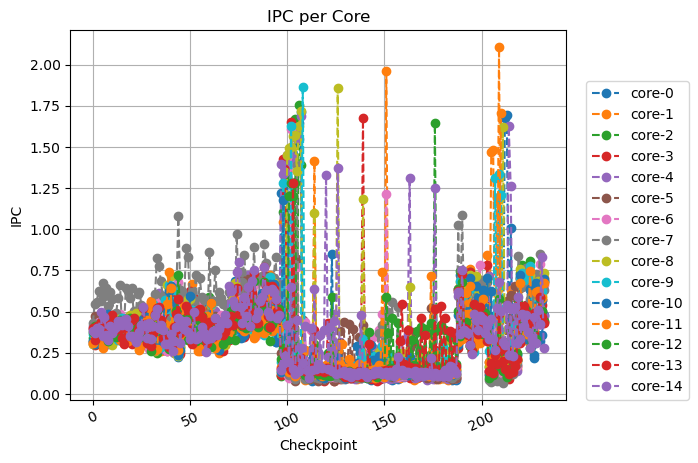 IPC per Core
IPC
2.00
1.75
1.50
1.25
1.00
0.75
0.50
0.25
0.00
0
50
100
150
200
Checkpoint
core-0
core-1
core-2
core-3
core-4
core-5
core-6
core-7
core-8
core-9
core-10
core-11
core-12
core-13
core-14